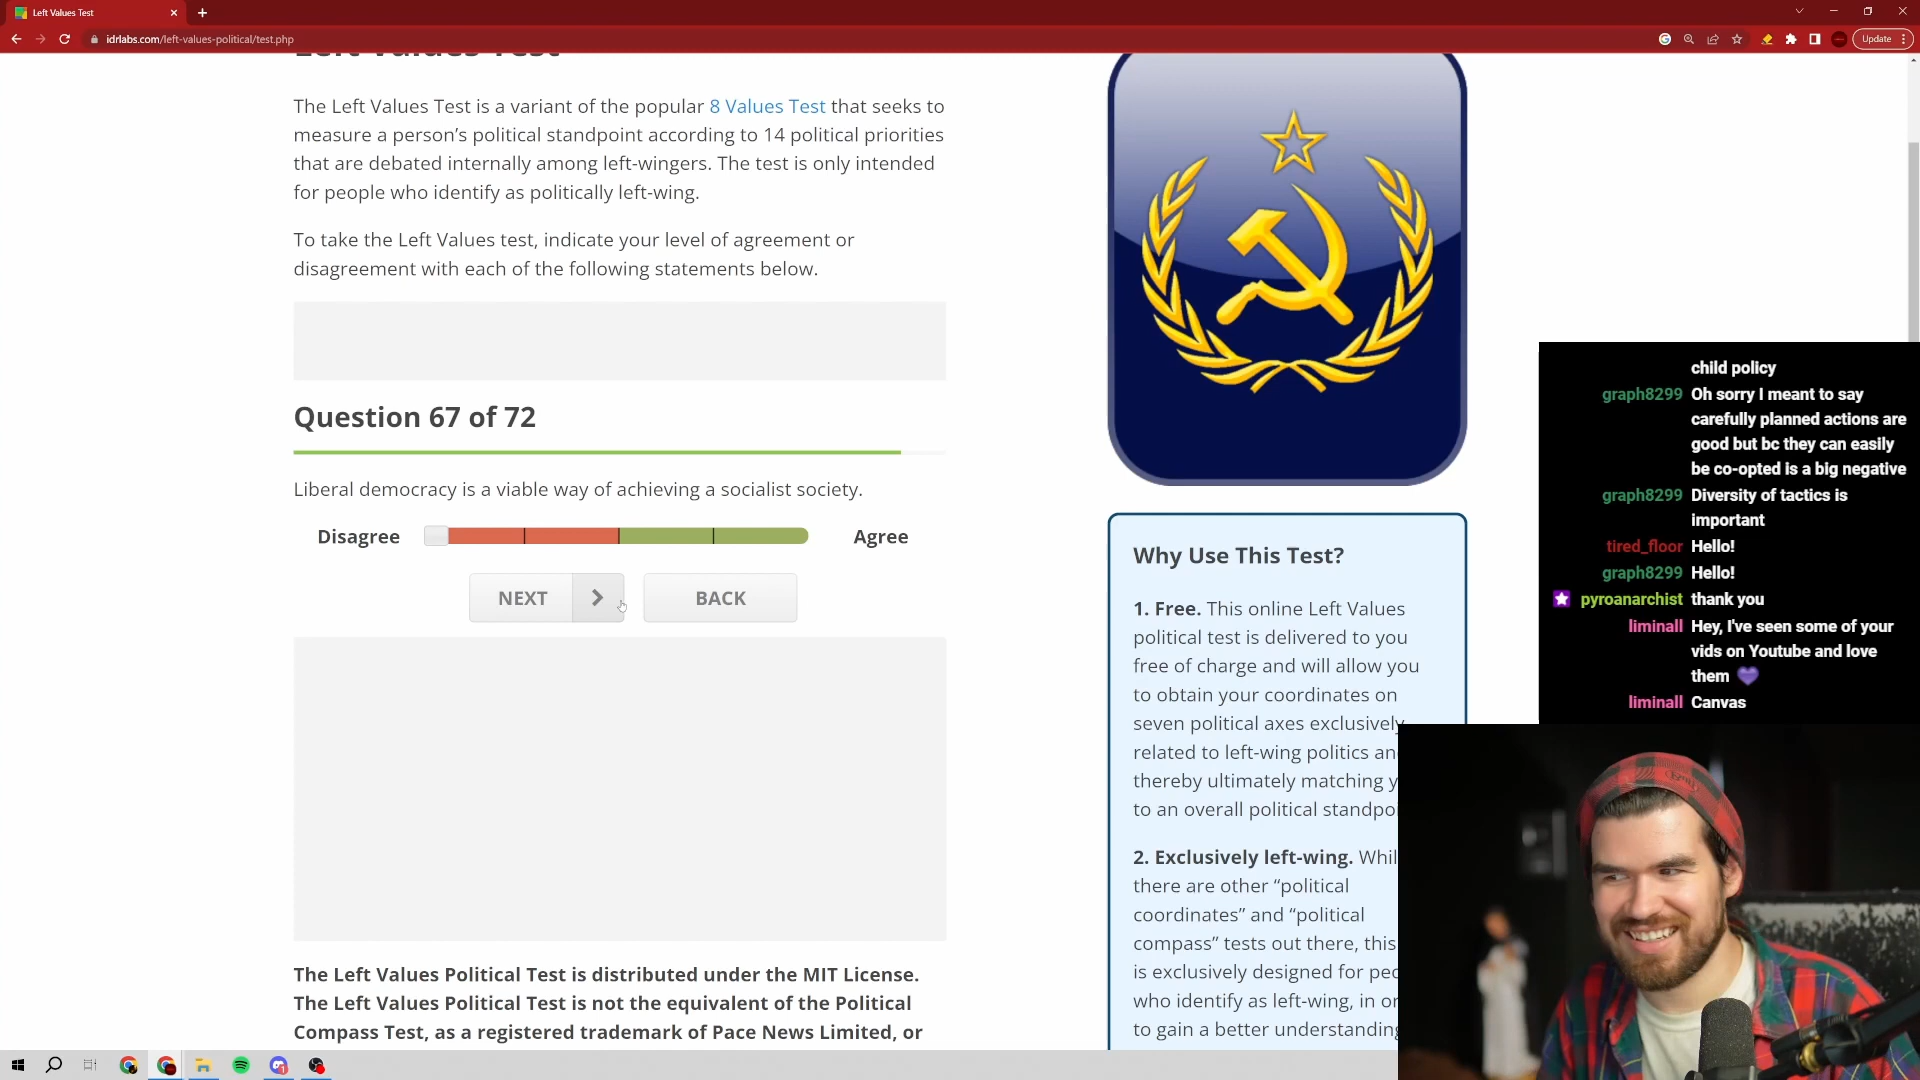 Left Values Test
idrlabs.com/left-values-political/test.php
Update
Left Values Test
The Left Values Test is a variant of the popular 8 Values Test that seeks to
measure a person's political standpoint according to 14 political priorities
that are debated internally among left-wingers. The test is only intended
for people who identify as politically left-wing.
To take the Left Values test, indicate your level of agreement or
disagreement with each of the following statements below.
Question 67 of 72
Liberal democracy is a viable way of achieving a socialist society.
Disagree
Agree
NEXT
BACK
The Left Values Political Test is distributed under the MIT License.
The Left Values Political Test is not the equivalent of the Political
Compass Test, as a registered trademark of Pace News Limited, or
Why Use This Test?
1. Free. This online Left Values
political test is delivered to you
free of charge and will allow you
to obtain your coordinates on
seven political axes exclusively
related to left-wing politics an
thereby ultimately matching y
to an overall political standpo
2. Exclusively left-wing. Whil
there are other “political
coordinates” and “political
compass” tests out there, this
is exclusively designed for peo
who identify as left-wing, in or
to gain a better understanding
child policy
graph8299 Oh sorry I meant to say
carefully planned actions are
good but bc they can easily
be co-opted is a big negative
graph8299 Diversity of tactics is
important
tired_floor Hello!
graph8299 Hello!
pyroanarchist thank you
liminall Hey, I've seen some of your
vids on Youtube and love
them
liminall Canvas